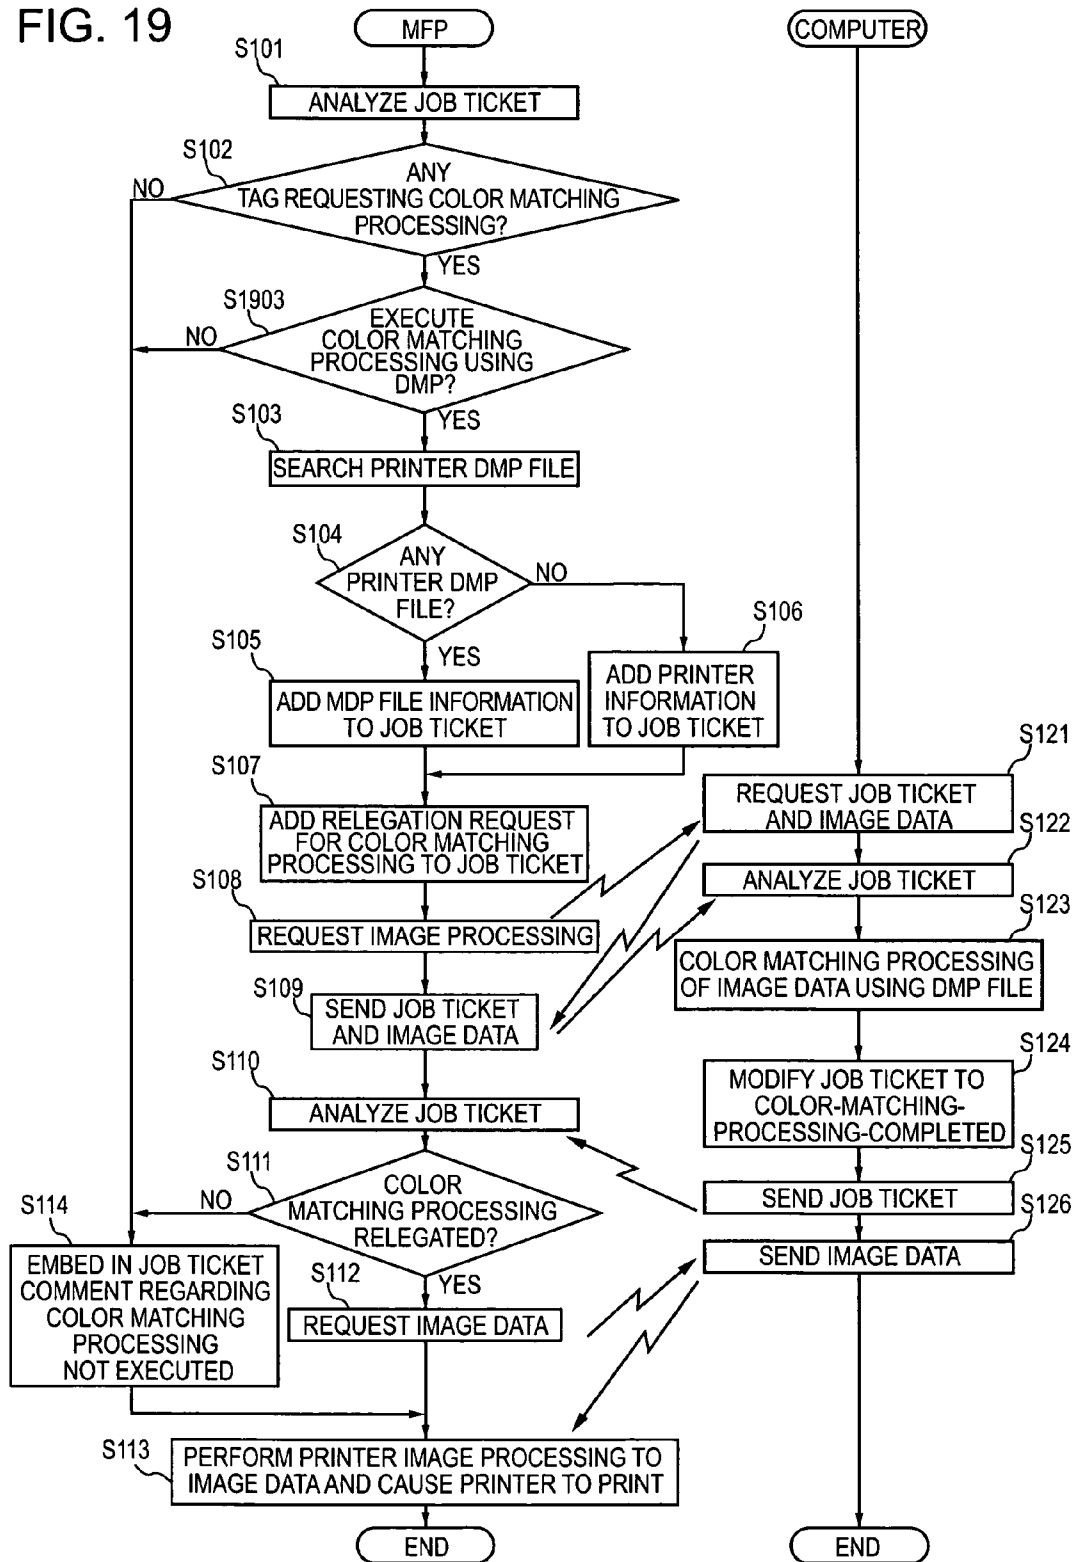 FIG. 19
MFP
COMPUTER
S101
ANALYZE JOB TICKET
S102
ANY
TAG REQUESTING COLOR MATCHING
PROCESSING?
NO
YES
S1903
EXECUTE
COLOR MATCHING
PROCESSING USING
DMP?
NO
YES
S103
SEARCH PRINTER DMP FILE
S104
ANY
PRINTER DMP
FILE?
NO
YES
S105
ADD MDP FILE INFORMATION
TO JOB TICKET
S106
ADD PRINTER
INFORMATION
TO JOB TICKET
S107
ADD RELEGATION REQUEST
FOR COLOR MATCHING
PROCESSING TO JOB TICKET
S108
REQUEST IMAGE PROCESSING
S109
SEND JOB TICKET
AND IMAGE DATA
S110
ANALYZE JOB TICKET
S111
COLOR
MATCHING PROCESSING
RELEGATED?
NO
YES
S112
REQUEST IMAGE DATA
S114
EMBED IN JOB TICKET
COMMENT REGARDING
COLOR MATCHING
PROCESSING
NOT EXECUTED
S113
PERFORM PRINTER IMAGE PROCESSING TO
IMAGE DATA AND CAUSE PRINTER TO PRINT
END
S121
REQUEST JOB TICKET
AND IMAGE DATA
S122
ANALYZE JOB TICKET
S123
COLOR MATCHING PROCESSING
OF IMAGE DATA USING DMP FILE
S124
MODIFY JOB TICKET TO
COLOR-MATCHING-
PROCESSING-COMPLETED
S125
SEND JOB TICKET
S126
SEND IMAGE DATA
END